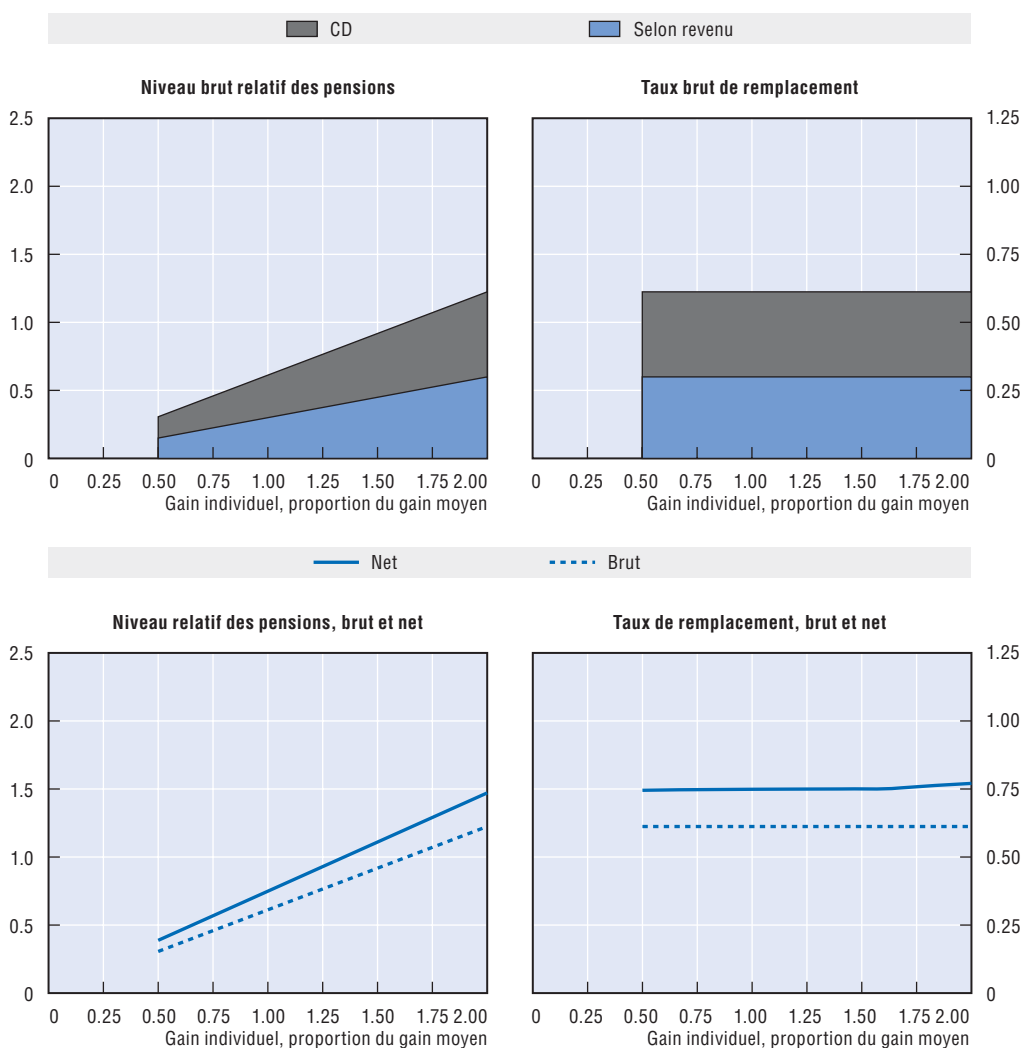 CD Selon revenu
Niveau brut relatif des pensions
2.5
2.0
1.5
1.0
0.5
0
0 0.25 0.50 0.75 1.00 1.25 1.50 1.75 2.00
Gain individuel, proportion du gain moyen
Taux brut de remplacement
1.25
1.00
0.75
0.50
0.25
0
0 0.25 0.50 0.75 1.00 1.25 1.50 1.75 2.00
Gain individuel, proportion du gain moyen
Net Brut
Niveau relatif des pensions, brut et net
2.5
2.0
1.5
1.0
0.5
0
0 0.25 0.50 0.75 1.00 1.25 1.50 1.75 2.00
Gain individuel, proportion du gain moyen
Taux de remplacement, brut et net
1.25
1.00
0.75
0.50
0.25
0
0 0.25 0.50 0.75 1.00 1.25 1.50 1.75 2.00
Gain individuel, proportion du gain moyen